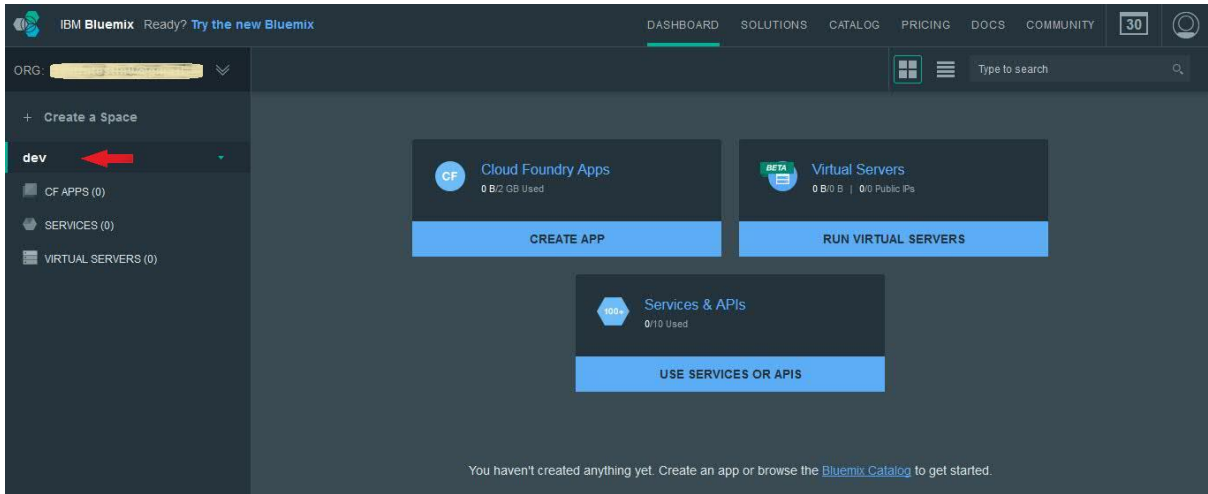 IBM Bluemix Ready? Try the new Bluemix
DASHBOARD SOLUTIONS CATALOG PRICING DOCS COMMUNITY 30
ORG:
Type to search
+ Create a Space
dev
CF APPS (0)
SERVICES (0)
VIRTUAL SERVERS (0)
CF
Cloud Foundry Apps
0 B/2 GB Used
CREATE APP
BETA
Virtual Servers
0 B/0 B | 0/0 Public IPs
RUN VIRTUAL SERVERS
100+
Services & APIs
0/10 Used
USE SERVICES OR APIS
You haven't created anything yet. Create an app or browse the Bluemix Catalog to get started.